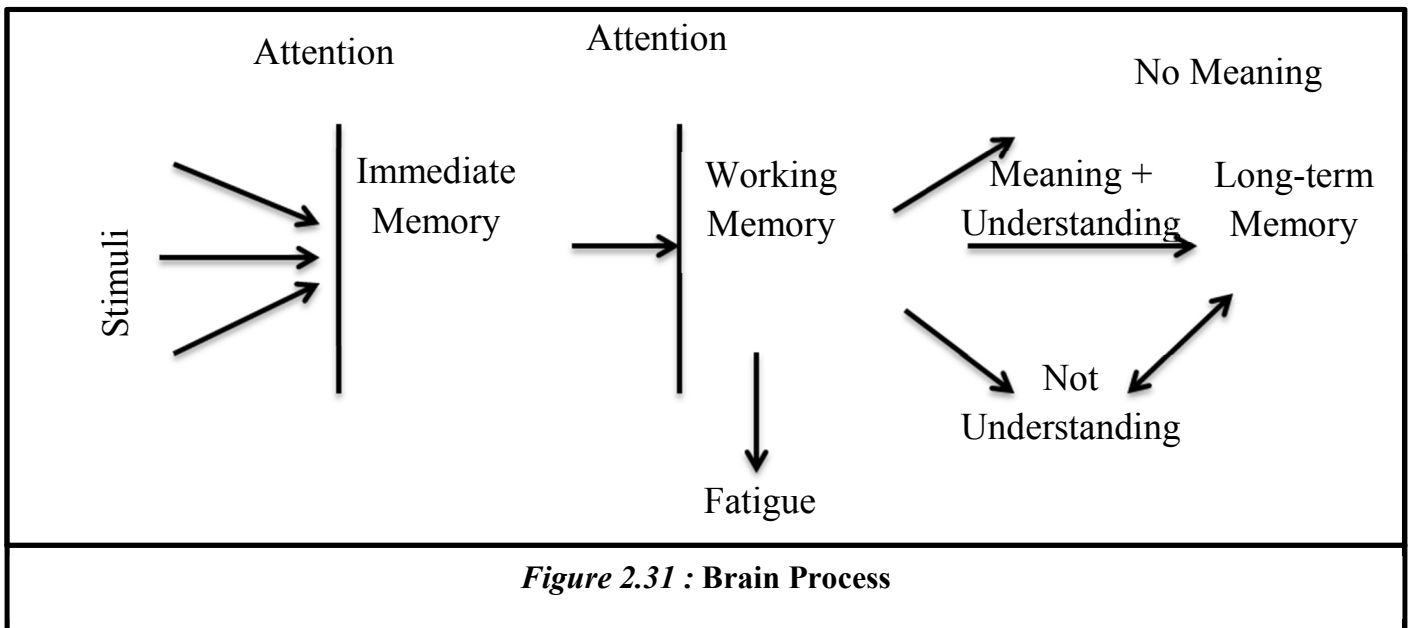 Attention
Attention
No Meaning
Stimuli
Immediate
Memory
Working
Memory
Meaning +
Understanding
Long-term
Memory
Not
Understanding
Fatigue
Figure 2.31 : Brain Process